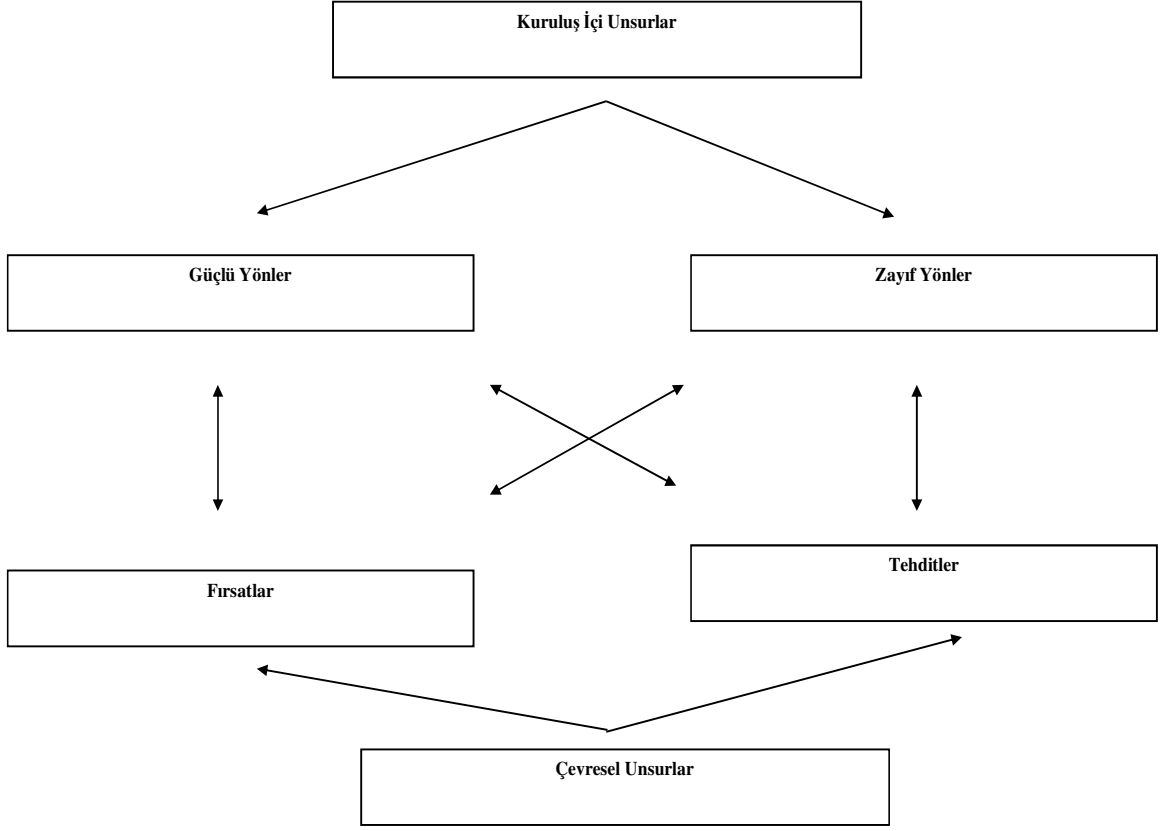 Kuruluş İçi Unsurlar
Güçlü Yönler
Zayıf Yönler
Fırsatlar
Tehditler
Çevresel Unsurlar